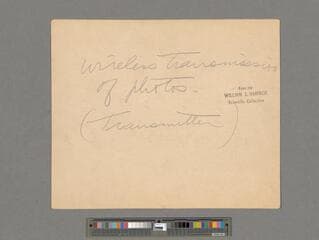 wireless transmission
of photos.
(transmitter)
WILLIAM J. HAMMER
Scientific Collection